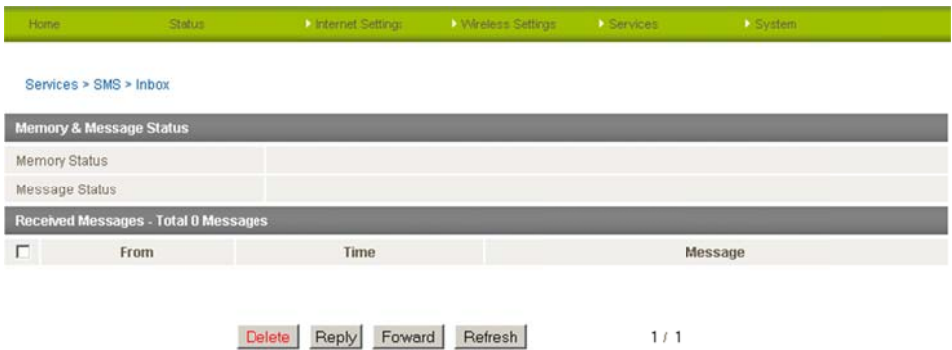 Home Status Internet Settings Wireless Settings Services System
Services > SMS > Inbox
Memory & Message Status
Memory Status
Message Status
Received Messages - Total 0 Messages
From Time Message
Delete Reply Foward Refresh 1 / 1